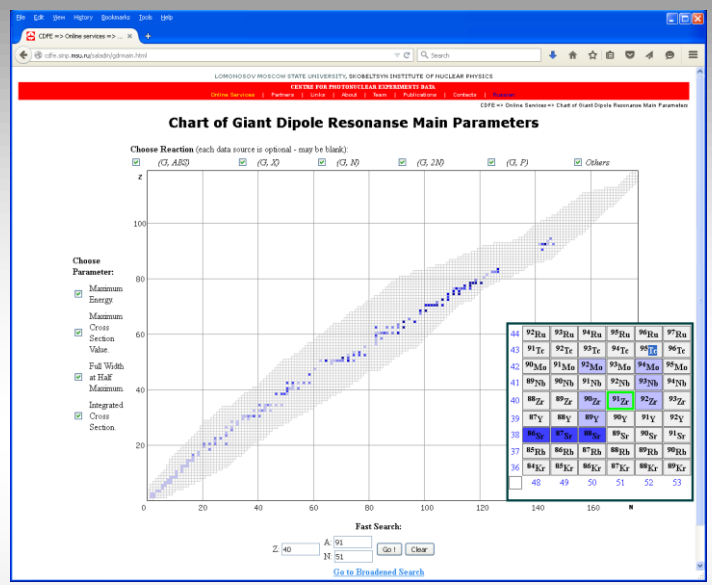 File Edit View History Bookmarks Tools Help
CDFE => Online services => ... × +
cdfe.sinp.msu.ru/saladin/gdrmain.html Search
LOMONOSOV MOSCOW STATE UNIVERSITY, SKOBELTSYN INSTITUTE OF NUCLEAR PHYSICS
CENTRE FOR PHOTONUCLEAR EXPERIMENTS DATA
Online Services | Partners | Links | About | Team | Publications | Contacts |
CDFE => Online Services => Chart of Giant Dipole Resonanse Main Parameters
Chart of Giant Dipole Resonanse Main Parameters
Choose Reaction (each data source is optional - may be blank):
(G, ABS) (G, X) (G, N) (G, 2N) (G, P) Others
Z
100
80
60
40
20
0 20 40 60 80 100 120 140 160 N
Choose
Parameter:
Maximum
Energy.
Maximum
Cross
Section
Value.
Full Width
at Half
Maximum.
Integrated
Cross
Section.
44 92Ru 93Ru 94Ru 95Ru 96Ru 97Ru
43 91Tc 92Tc 93Tc 94Tc 95Tc 96Tc
42 90Mo 91Mo 92Mo 93Mo 94Mo 95Mo
41 89Nb 90Nb 91Nb 92Nb 93Nb 94Nb
40 88Zr 89Zr 90Zr 91Zr 92Zr 93Zr
39 87Y 88Y 89Y 90Y 91Y 92Y
38 86Sr 87Sr 88Sr 89Sr 90Sr 91Sr
37 85Rb 86Rb 87Rb 88Rb 89Rb 90Rb
36 84Kr 85Kr 86Kr 87Kr 88Kr 89Kr
48 49 50 51 52 53
Fast Search:
Z: 40 A: 91 N: 51 Go ! Clear
Go to Broadened Search